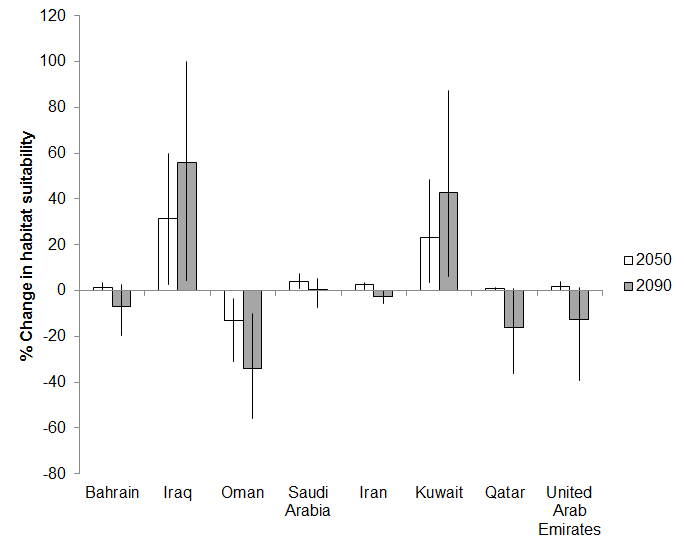 120
100
80
60
40
20
0
-20
-40
-60
-80
% Change in habitat suitability
Bahrain
Iraq
Oman
Saudi
Arabia
Iran
Kuwait
Qatar
United
Arab
Emirates
2050
2090